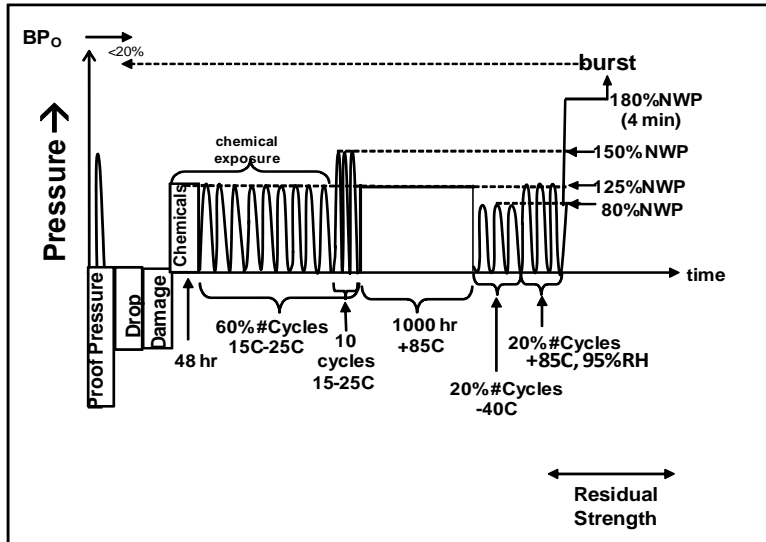 BPO
<20%
burst
180%NWP
(4 min)
Pressure →
chemical
exposure
150%NWP
125%NWP
80%NWP
Chemicals
time
Proof Pressure
Drop
Damage
48 hr
60%#Cycles
15C-25C
10
cycles
15-25C
1000 hr
+85C
20%#Cycles
-40C
20%#Cycles
+85C, 95%RH
Residual
Strength